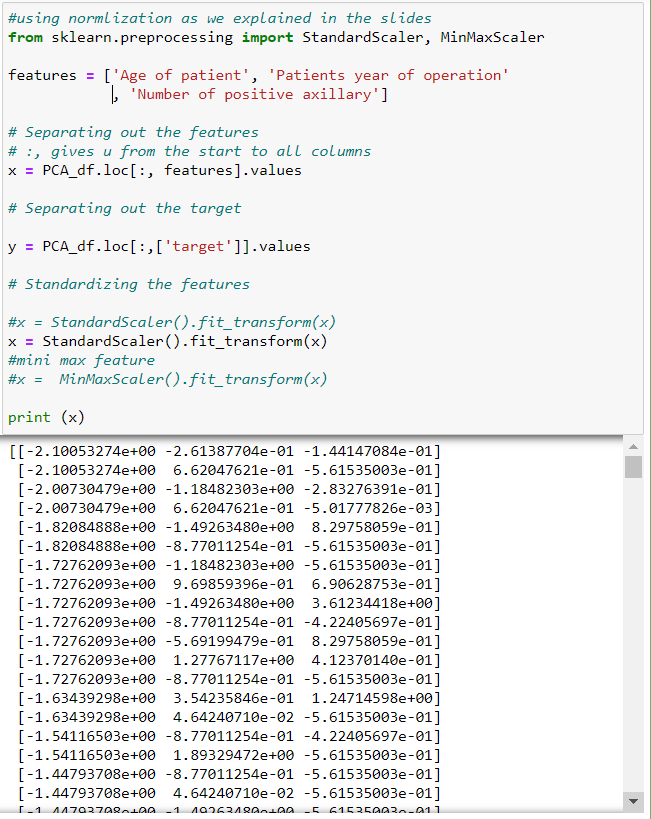 #using normlization as we explained in the slides
from sklearn.preprocessing import StandardScaler, MinMaxScaler
features = ['Age of patient', 'Patients year of operation'
, 'Number of positive axillary']
# Separating out the features
# :, gives u from the start to all columns
x = PCA_df.loc[:, features].values
# Separating out the target
y = PCA_df.loc[:,['target']].values
# Standardizing the features
#x = StandardScaler().fit_transform(x)
x = StandardScaler().fit_transform(x)
#mini max feature
#x =  MinMaxScaler().fit_transform(x)
print (x)
[[-2.10053274e+00 -2.61387704e-01 -1.44147084e-01]
[-2.10053274e+00  6.62047621e-01 -5.61535003e-01]
[-2.00730479e+00 -1.18482303e+00 -2.83276391e-01]
[-2.00730479e+00  6.62047621e-01 -5.01777826e-03]
[-1.82084888e+00 -1.49263480e+00  8.29758059e-01]
[-1.82084888e+00 -8.77011254e-01 -5.61535003e-01]
[-1.72762093e+00 -1.18482303e+00 -5.61535003e-01]
[-1.72762093e+00  9.69859396e-01  6.90628753e-01]
[-1.72762093e+00 -1.49263480e+00  3.61234418e+00]
[-1.72762093e+00 -8.77011254e-01 -4.22405697e-01]
[-1.72762093e+00 -5.69199479e-01  8.29758059e-01]
[-1.72762093e+00  1.27767117e+00  4.12370140e-01]
[-1.72762093e+00 -8.77011254e-01 -5.61535003e-01]
[-1.63439298e+00  3.54235846e-01  1.24714598e+00]
[-1.63439298e+00  4.64240710e-02 -5.61535003e-01]
[-1.54116503e+00 -8.77011254e-01 -4.22405697e-01]
[-1.54116503e+00  1.89329472e+00 -5.61535003e-01]
[-1.44793708e+00 -8.77011254e-01 -5.61535003e-01]
[-1.44793708e+00  4.64240710e-02 -5.61535003e-01]
[-1.44793708e+00 -1.49263480e+00 -5.61535003e-01]